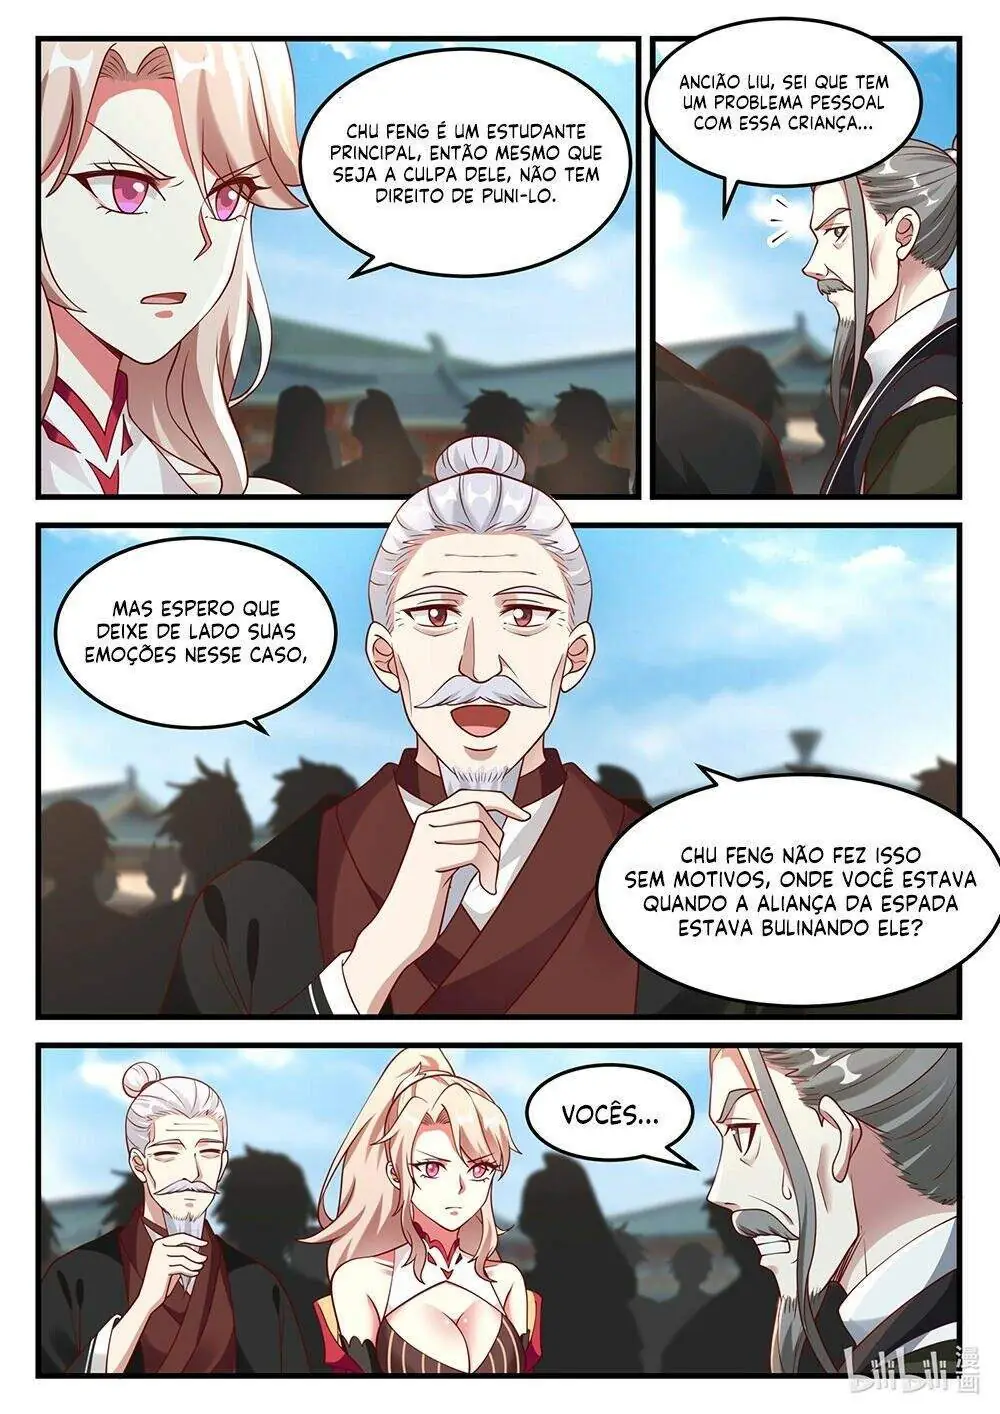 CHU FENG É UM ESTUDANTE
PRINCIPAL, ENTÃO MESMO QUE
SEJA A CULPA DELE, NÃO TEM
DIREITO DE PUNI-LO.
ANCIÃO LIU, SEI QUE TEM
UM PROBLEMA PESSOAL
COM ESSA CRIANÇA...
MAS ESPERO QUE
DEIXE DE LADO SUAS
EMOÇÕES NESSE CASO,
CHU FENG NÃO FEZ ISSO
SEM MOTIVOS, ONDE VOCÊ ESTAVA
QUANDO A ALIANÇA DA ESPADA
ESTAVA BULINANDO ELE?
VOCÊS...
bilibili 漫画